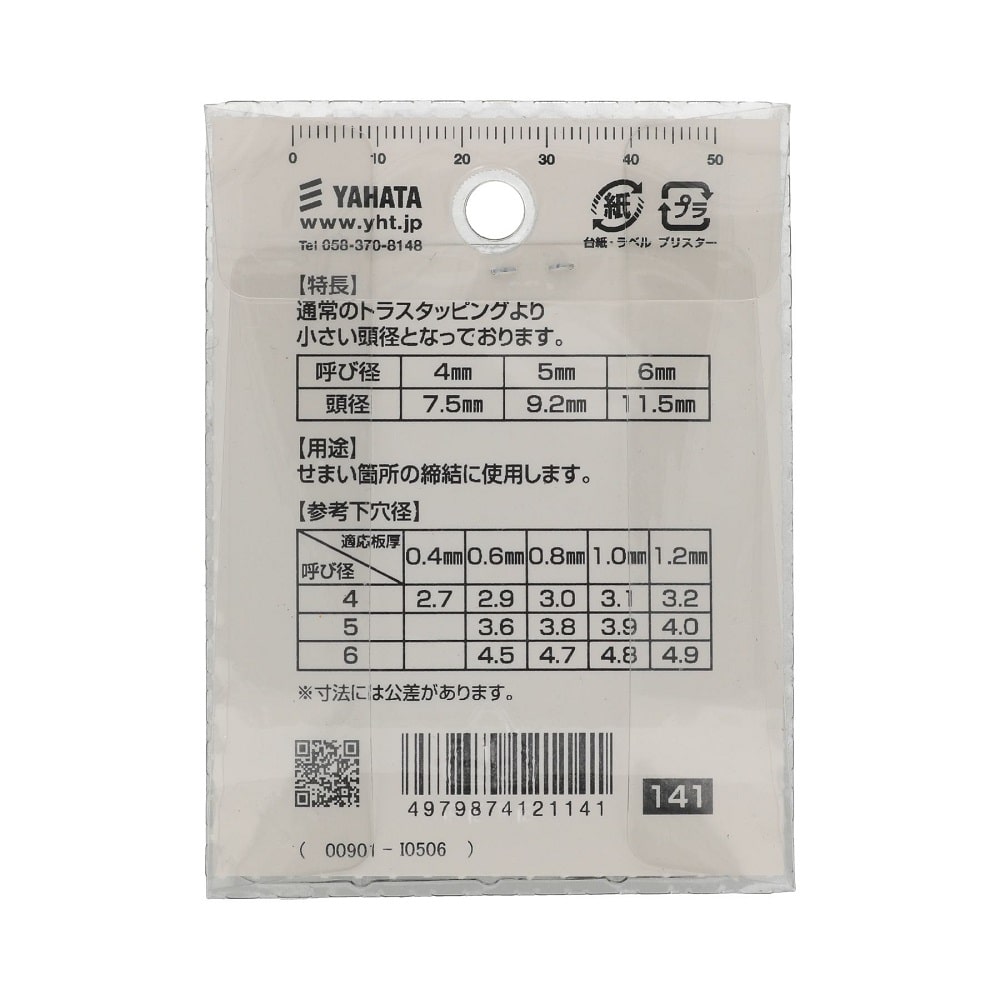 0 10 20 30 40 50
YAHATA
www.yht.jp
Tel 058-370-8148
紙 プラ
台紙・ラベル ブリスター
【特長】
通常のトラスタッピングより
小さい頭径となっております。
呼び径 4㎜ 5㎜ 6㎜
頭径 7.5㎜ 9.2㎜ 11.5㎜
【用途】
せまい箇所の締結に使用します。
【参考下穴径】
適応板厚 0.4㎜ 0.6㎜ 0.8㎜ 1.0㎜ 1.2㎜
呼び径
4 2.7 2.9 3.0 3.1 3.2
5 3.6 3.8 3.9 4.0
6 4.5 4.7 4.8 4.9
※寸法には公差があります。
4979874121141
141
( 00901-I0506 )